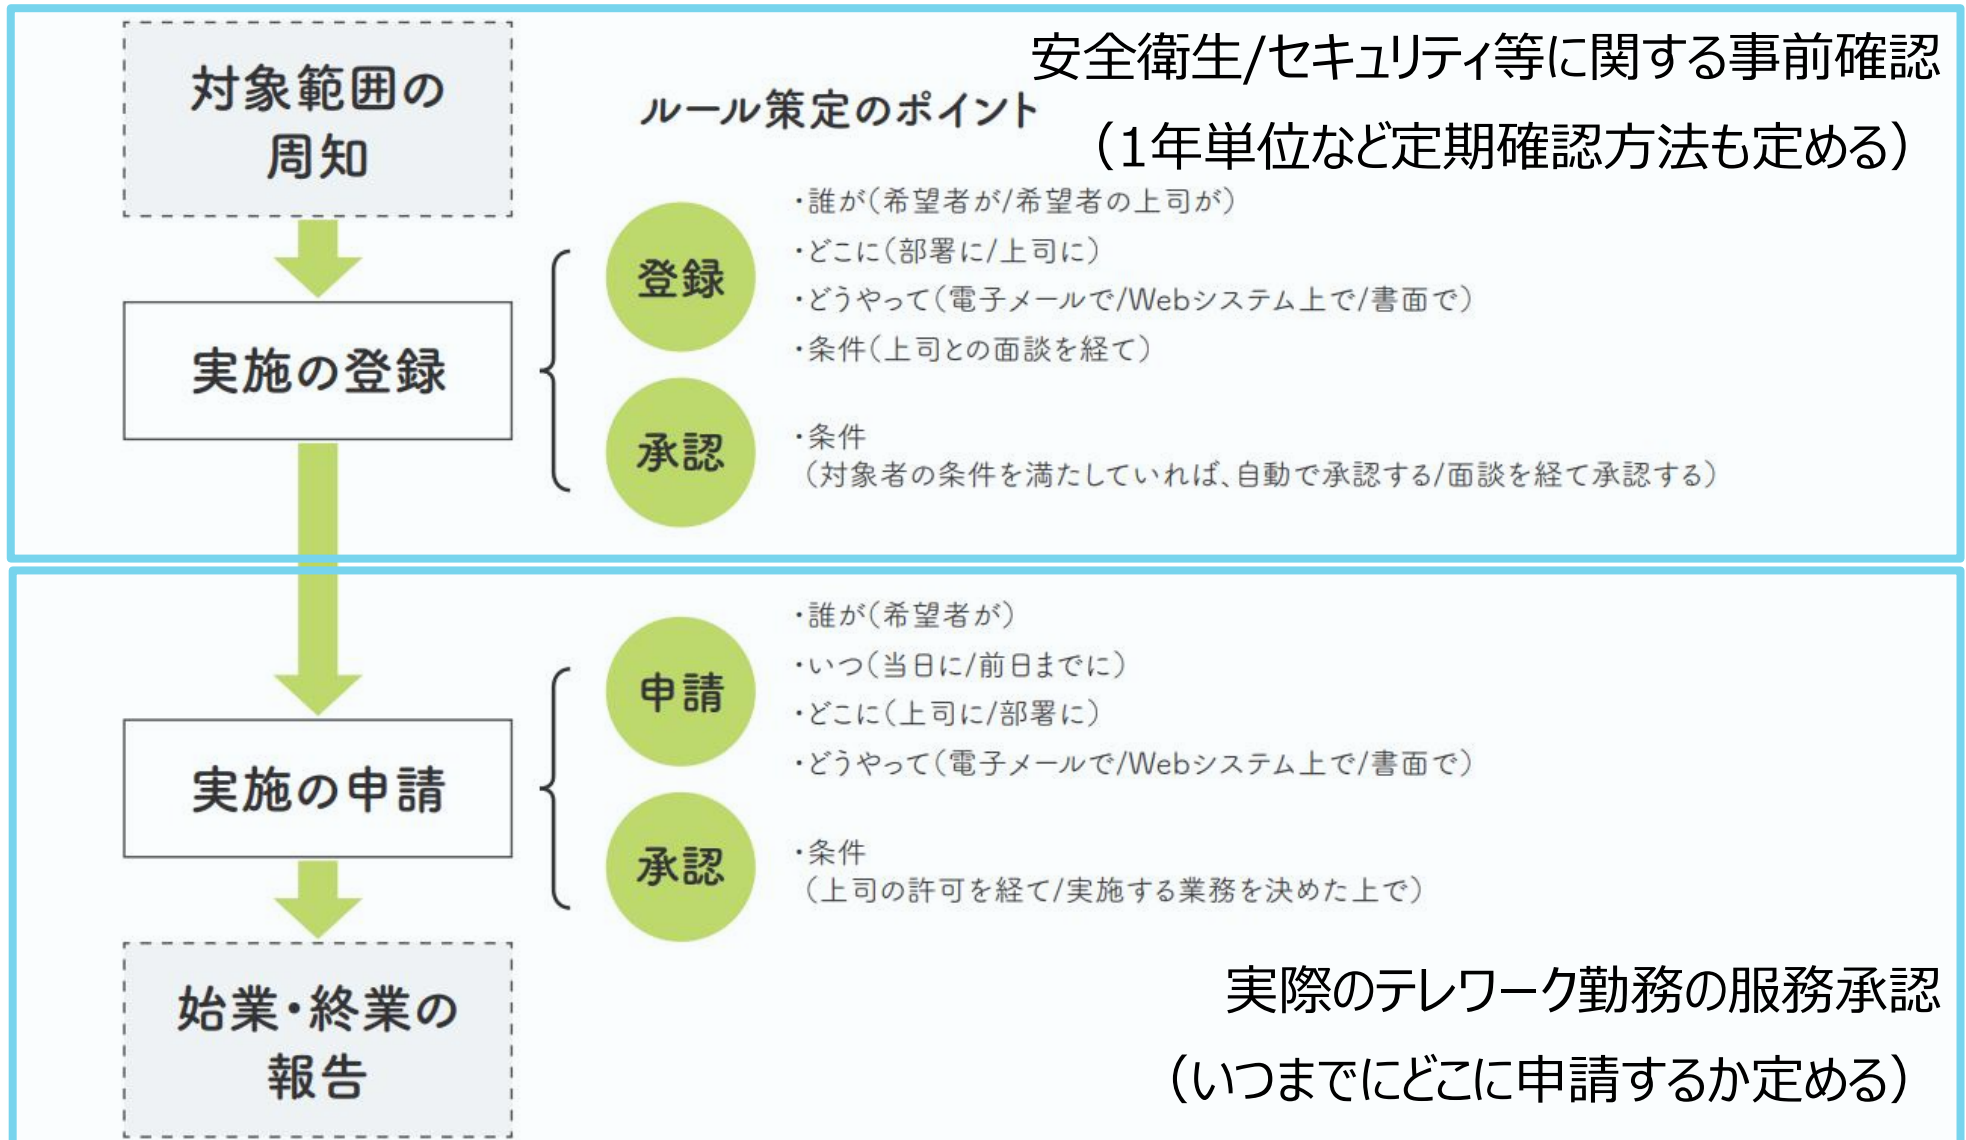 対象範囲の
周知
ルール策定のポイント
安全衛生/セキュリティ等に関する事前確認
（1年単位など定期確認方法も定める）
実施の登録
登録
・誰が（希望者が/希望者の上司が）
・どこに（部署に/上司に）
・どうやって（電子メールで/Webシステム上で/書面で）
・条件（上司との面談を経て）
承認
・条件
（対象者の条件を満たしていれば、自動で承認する/面談を経て承認する）
実施の申請
申請
・誰が（希望者が）
・いつ（当日に/前日までに）
・どこに（上司に/部署に）
・どうやって（電子メールで/Webシステム上で/書面で）
承認
・条件
（上司の許可を経て/実施する業務を決めた上で）
始業・終業の
報告
実際のテレワーク勤務の服務承認
（いつまでにどこに申請するか定める）